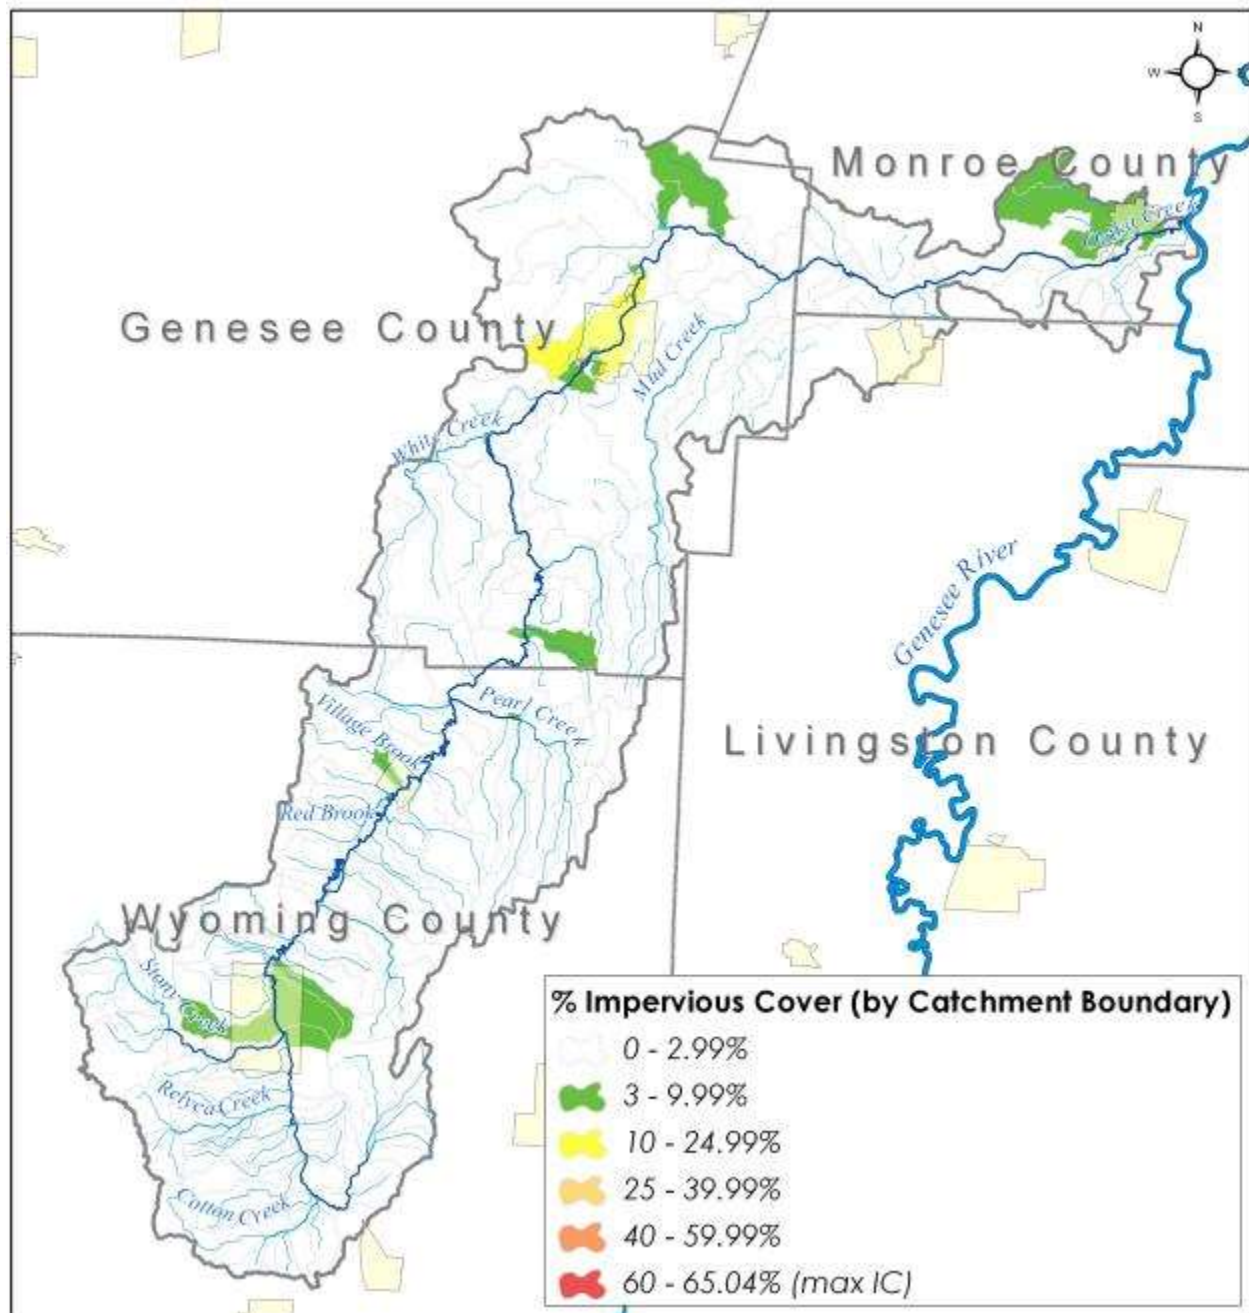 N
W
S
Monroe County
Creek
Genesee County
Mud Creek
White Creek
Genesee River
Pearl Creek
Village Brook
Livingston County
Red Brook
Wyoming County
Stony Creek
Relyea Creek
Cotton Creek
% Impervious Cover (by Catchment Boundary)
0 - 2.99%
3 - 9.99%
10 - 24.99%
25 - 39.99%
40 - 59.99%
60 - 65.04% (max IC)